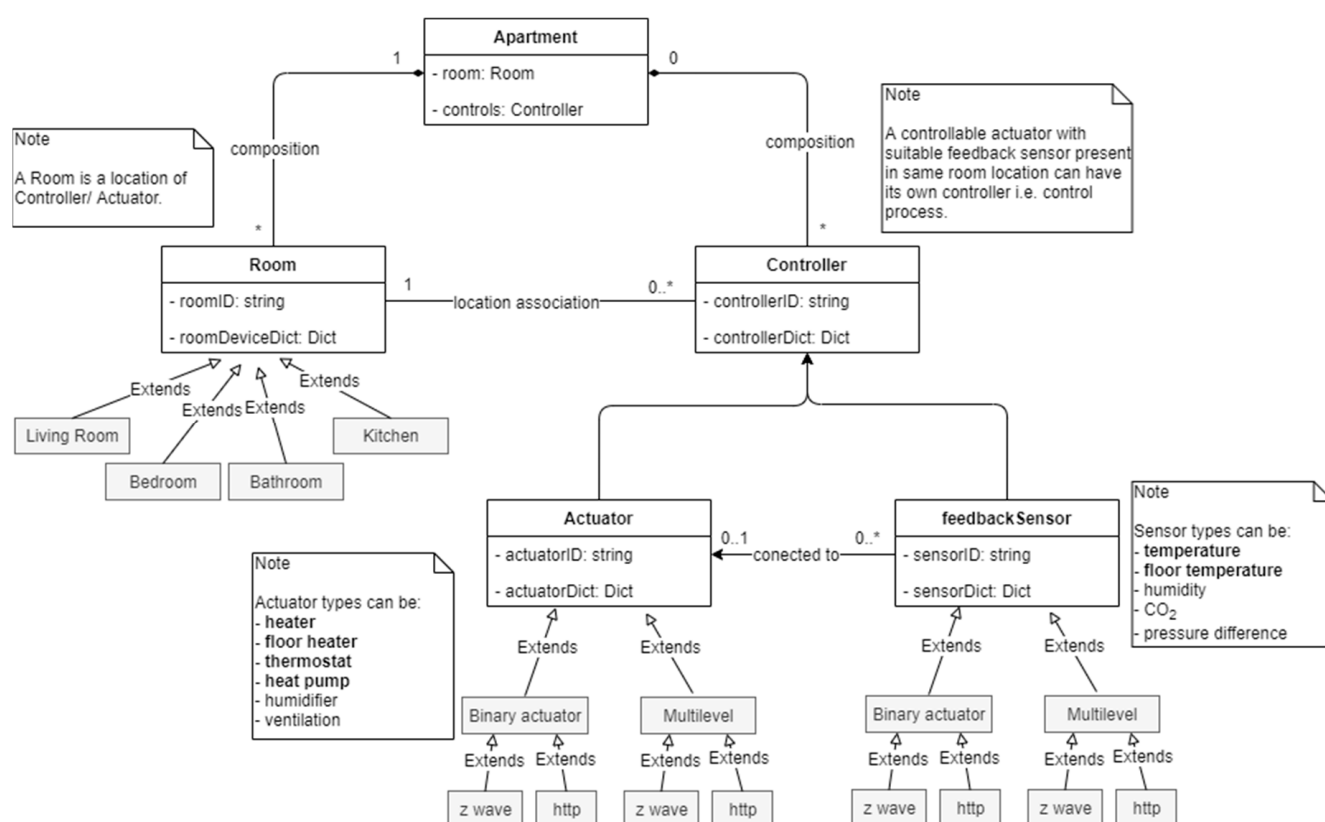 Apartment
- room: Room
- controls: Controller
1
0
composition
composition
*
*
Note
A Room is a location of
Controller/ Actuator.
Note
A controllable actuator with
suitable feedback sensor present
in same room location can have
its own controller i.e. control
process.
Room
- roomID: string
- roomDeviceDict: Dict
1
location association
0..*
Controller
- controllerID: string
- controllerDict: Dict
Extends
Extends
Extends
Extends
Living Room
Bedroom
Bathroom
Kitchen
Actuator
- actuatorID: string
- actuatorDict: Dict
0..1
conected to
0..*
feedbackSensor
- sensorID: string
- sensorDict: Dict
Note
Sensor types can be:
- temperature
- floor temperature
- humidity
- CO2
- pressure difference
Note
Actuator types can be:
- heater
- floor heater
- thermostat
- heat pump
- humidifier
- ventilation
Extends
Extends
Extends
Extends
Binary actuator
Multilevel
Binary actuator
Multilevel
Extends
Extends
Extends
Extends
Extends
Extends
Extends
Extends
z wave
http
z wave
http
z wave
http
z wave
http